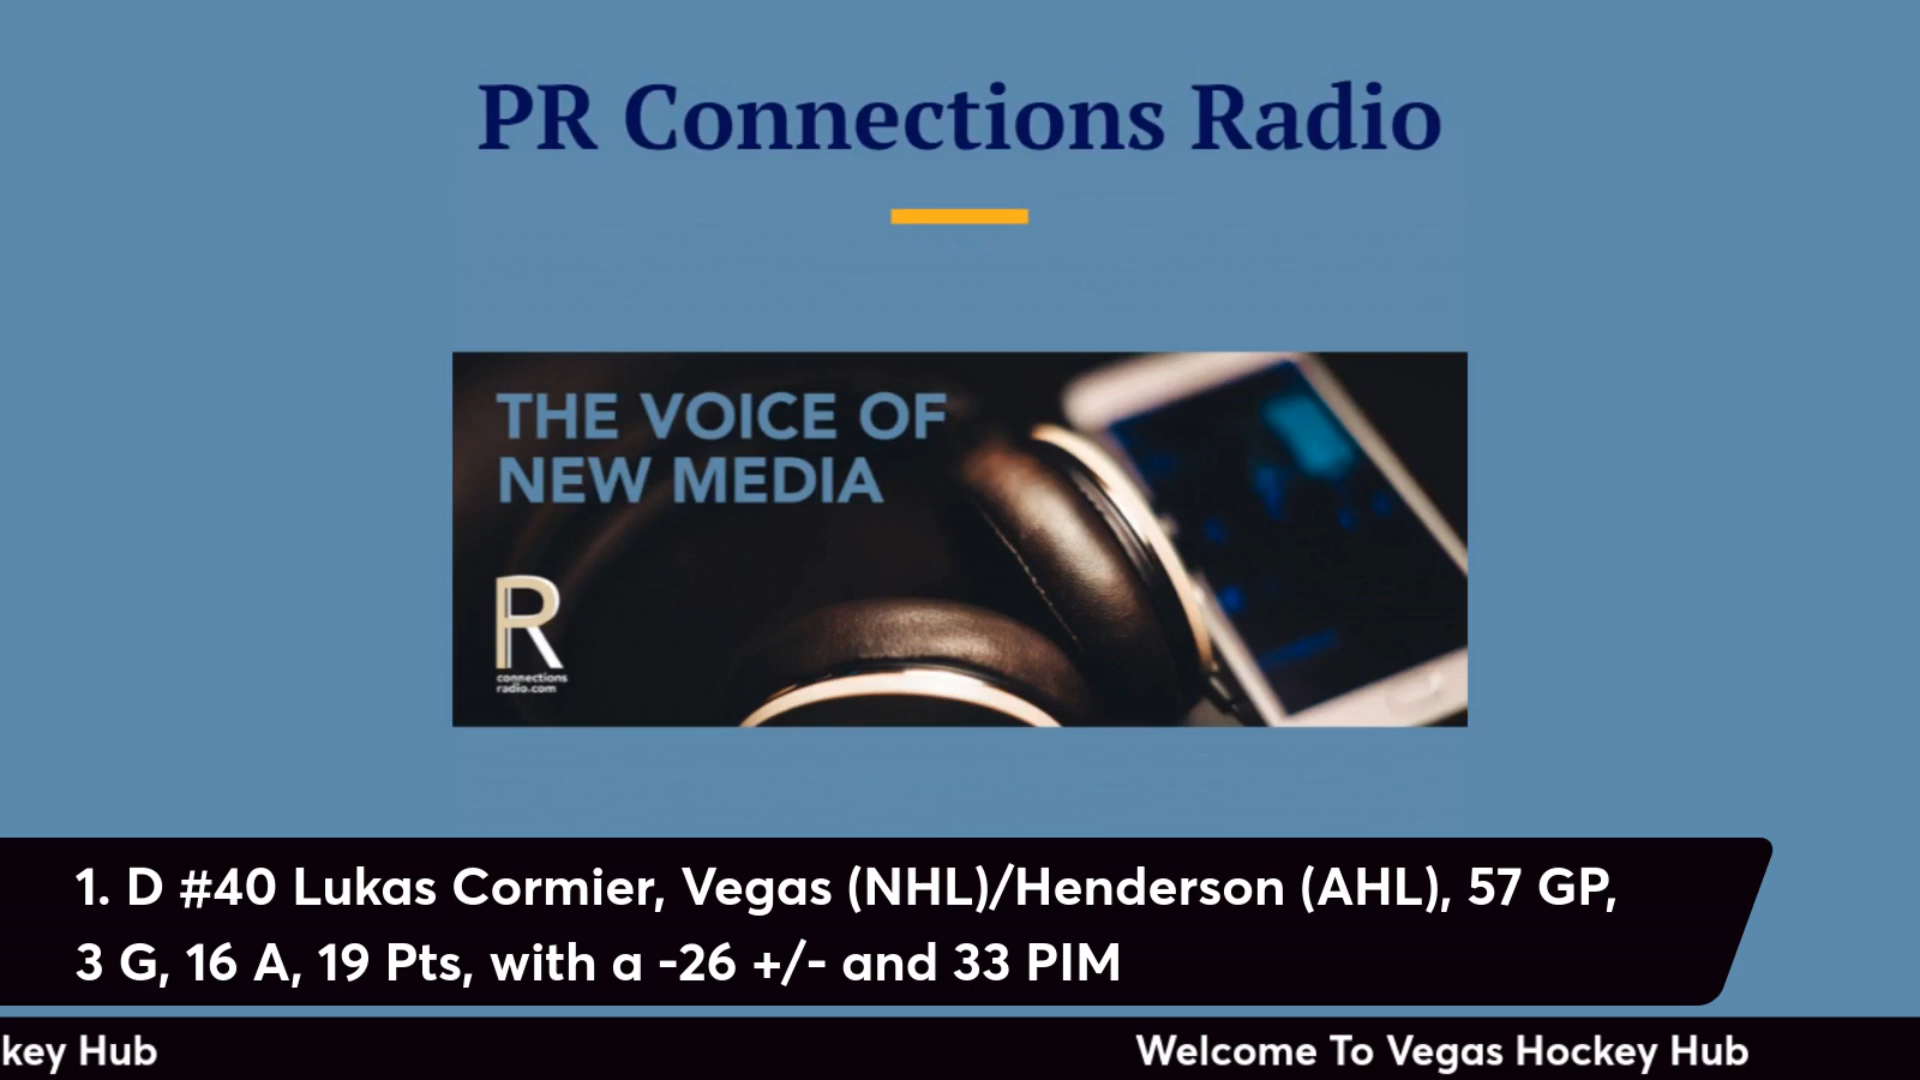 PR Connections Radio
THE VOICE OF
NEW MEDIA
R
connections
radio.com
1. D #40 Lukas Cormier, Vegas (NHL)/Henderson (AHL), 57 GP,
3 G, 16 A, 19 Pts, with a -26 +/- and 33 PIM
key Hub Welcome To Vegas Hockey Hub